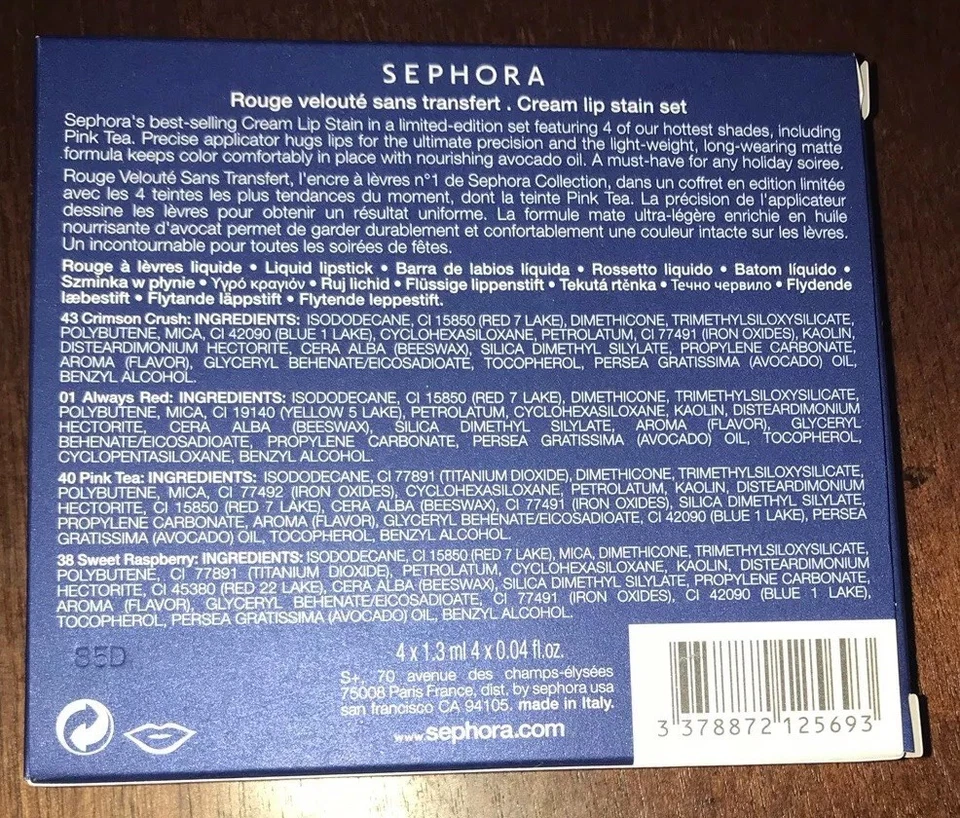 SEPHORA
Rouge velouté sans transfert . Cream lip stain set
Sephora's best-selling Cream Lip Stain in a limited-edition set featuring 4 of our hottest shades, including
Pink Tea. Precise applicator hugs lips for the ultimate precision and the light-weight, long-wearing matte
formula keeps color comfortably in place with nourishing avocado oil. A must-have for any holiday soiree.
Rouge Velouté Sans Transfert, l'encre à lèvres n°1 de Sephora Collection, dans un coffret en edition limitée
avec les 4 teintes les plus tendances du moment, dont la teinte Pink Tea. La précision de l'applicateur
dessine les lèvres pour obtenir un résultat uniforme. La formule mate ultra-légère enrichie en huile
nourrissante d'avocat permet de garder durablement et confortablement une couleur intacte sur les lèvres.
Un incontournable pour toutes les soirées de fêtes.
Rouge à lèvres liquide • Liquid lipstick • Barra de labios líquida • Rossetto liquido • Batom líquido •
Szminka w płynie • Υγρό κραγιόν • Ruj lichid • Flüssige lippenstift • Tekutá rtěnka • Течно червило • Flydende
læbestift • Flytande läppstift • Flytende leppestift.
43 Crimson Crush: INGREDIENTS: ISODODECANE, CI 15850 (RED 7 LAKE), DIMETHICONE, TRIMETHYLSILOXYSILICATE,
POLYBUTENE, MICA, CI 42090 (BLUE 1 LAKE), CYCLOHEXASILOXANE, PETROLATUM, CI 77491 (IRON OXIDES), KAOLIN,
DISTEARDIMONIUM HECTORITE, CERA ALBA (BEESWAX), SILICA DIMETHYL SILYLATE, PROPYLENE CARBONATE,
AROMA (FLAVOR), GLYCERYL BEHENATE/EICOSADIOATE, TOCOPHEROL, PERSEA GRATISSIMA (AVOCADO) OIL,
BENZYL ALCOHOL.
01 Always Red: INGREDIENTS: ISODODECANE, CI 15850 (RED 7 LAKE), DIMETHICONE, TRIMETHYLSILOXYSILICATE,
POLYBUTENE, MICA, CI 19140 (YELLOW 5 LAKE), PETROLATUM, CYCLOHEXASILOXANE, KAOLIN, DISTEARDIMONIUM
HECTORITE, CERA ALBA (BEESWAX), SILICA DIMETHYL SILYLATE, AROMA (FLAVOR), GLYCERYL
BEHENATE/EICOSADIOATE, PROPYLENE CARBONATE, PERSEA GRATISSIMA (AVOCADO) OIL, TOCOPHEROL,
CYCLOPENTASILOXANE, BENZYL ALCOHOL.
40 Pink Tea: INGREDIENTS: ISODODECANE, CI 77891 (TITANIUM DIOXIDE), DIMETHICONE, TRIMETHYLSILOXYSILICATE,
POLYBUTENE, MICA, CI 77492 (IRON OXIDES), CYCLOHEXASILOXANE, PETROLATUM, KAOLIN, DISTEARDIMONIUM
HECTORITE, CI 15850 (RED 7 LAKE), CERA ALBA (BEESWAX), CI 77491 (IRON OXIDES), SILICA DIMETHYL SILYLATE,
PROPYLENE CARBONATE, AROMA (FLAVOR), GLYCERYL BEHENATE/EICOSADIOATE, CI 42090 (BLUE 1 LAKE), PERSEA
GRATISSIMA (AVOCADO) OIL, TOCOPHEROL, BENZYL ALCOHOL.
38 Sweet Raspberry: INGREDIENTS: ISODODECANE, CI 15850 (RED 7 LAKE), MICA, DIMETHICONE, TRIMETHYLSILOXYSILICATE,
POLYBUTENE, CI 77891 (TITANIUM DIOXIDE), PETROLATUM, CYCLOHEXASILOXANE, KAOLIN, DISTEARDIMONIUM
HECTORITE, CI 45380 (RED 22 LAKE), CERA ALBA (BEESWAX), SILICA DIMETHYL SILYLATE, PROPYLENE CARBONATE,
AROMA (FLAVOR), GLYCERYL BEHENATE/EICOSADIOATE, CI 77491 (IRON OXIDES), CI 42090 (BLUE 1 LAKE),
TOCOPHEROL, PERSEA GRATISSIMA (AVOCADO) OIL, BENZYL ALCOHOL.
S5D
4 x 1.3 ml 4 x 0.04 fl.oz.
S+, 70 avenue des champs-élysées
75008 Paris France, dist. by sephora usa
san francisco CA 94105. made in Italy.
www.sephora.com
3 378872 125693